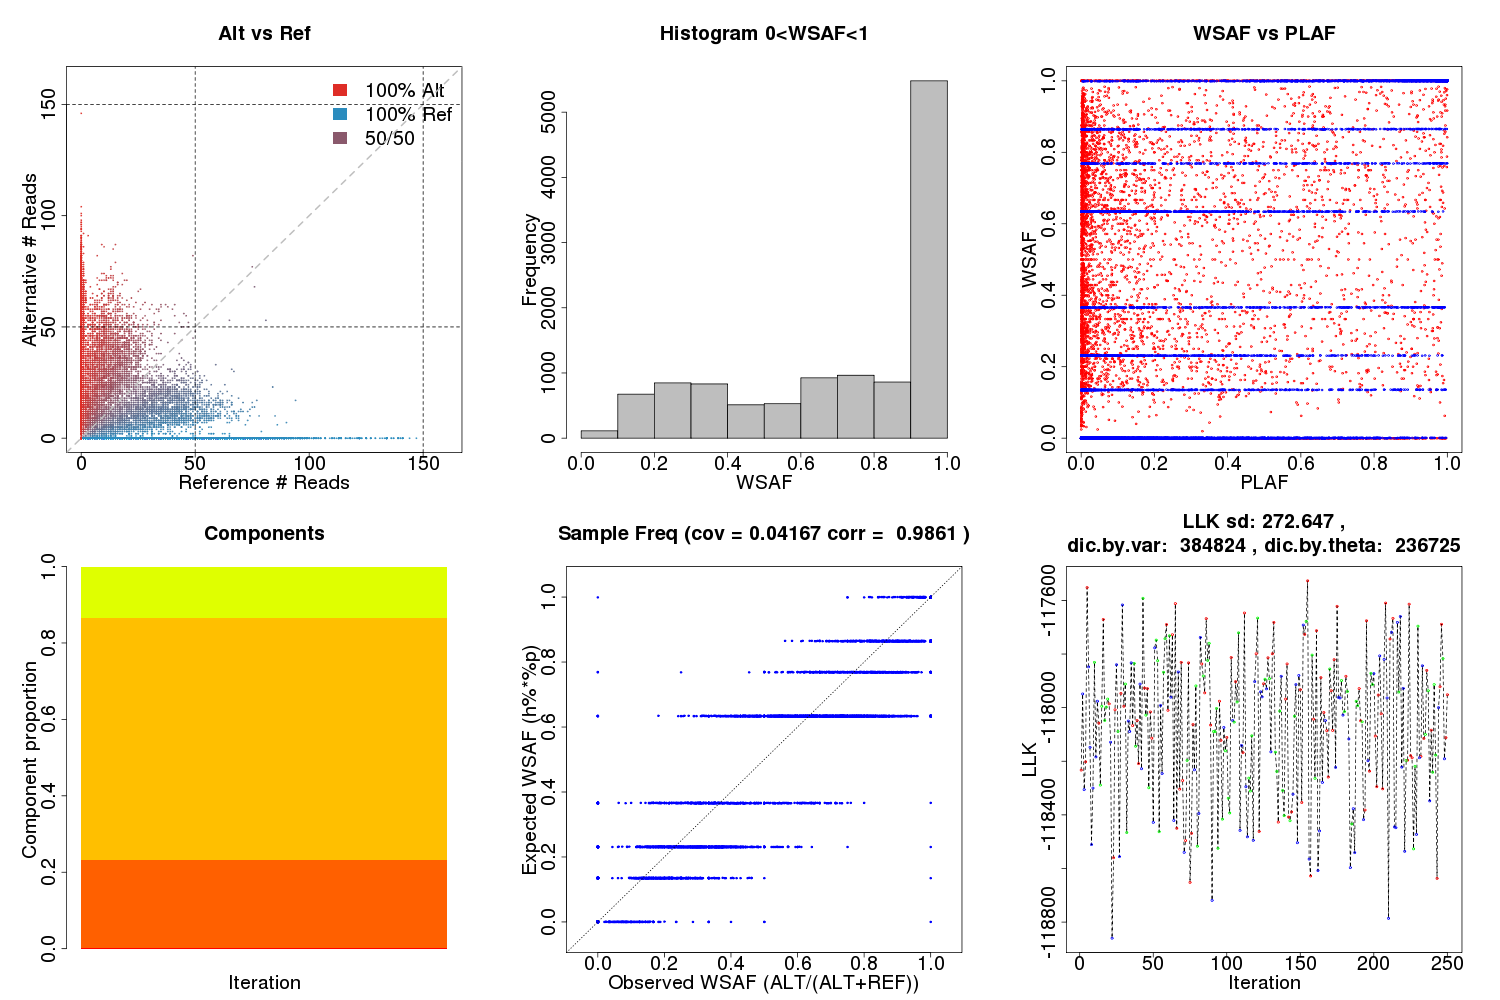 Alt vs Ref
100% Alt
100% Ref
50/50
Alternative # Reads
0 50 100 150
0 50 100 150
Reference # Reads
Histogram 0<WSAF<1
Frequency
0 1000 2000 3000 4000 5000
0.0 0.2 0.4 0.6 0.8 1.0
WSAF
WSAF vs PLAF
WSAF
0.0 0.2 0.4 0.6 0.8 1.0
0.0 0.2 0.4 0.6 0.8 1.0
PLAF
Components
Component proportion
0.0 0.2 0.4 0.6 0.8 1.0
Iteration
Sample Freq (cov = 0.04167 corr = 0.9861 )
Expected WSAF (h%*%p)
0.0 0.2 0.4 0.6 0.8 1.0
0.0 0.2 0.4 0.6 0.8 1.0
Observed WSAF (ALT/(ALT+REF))
LLK sd: 272.647 ,
dic.by.var: 384824 , dic.by.theta: 236725
LLK
-118800 -118400 -118000 -117600
0 50 100 150 200 250
Iteration